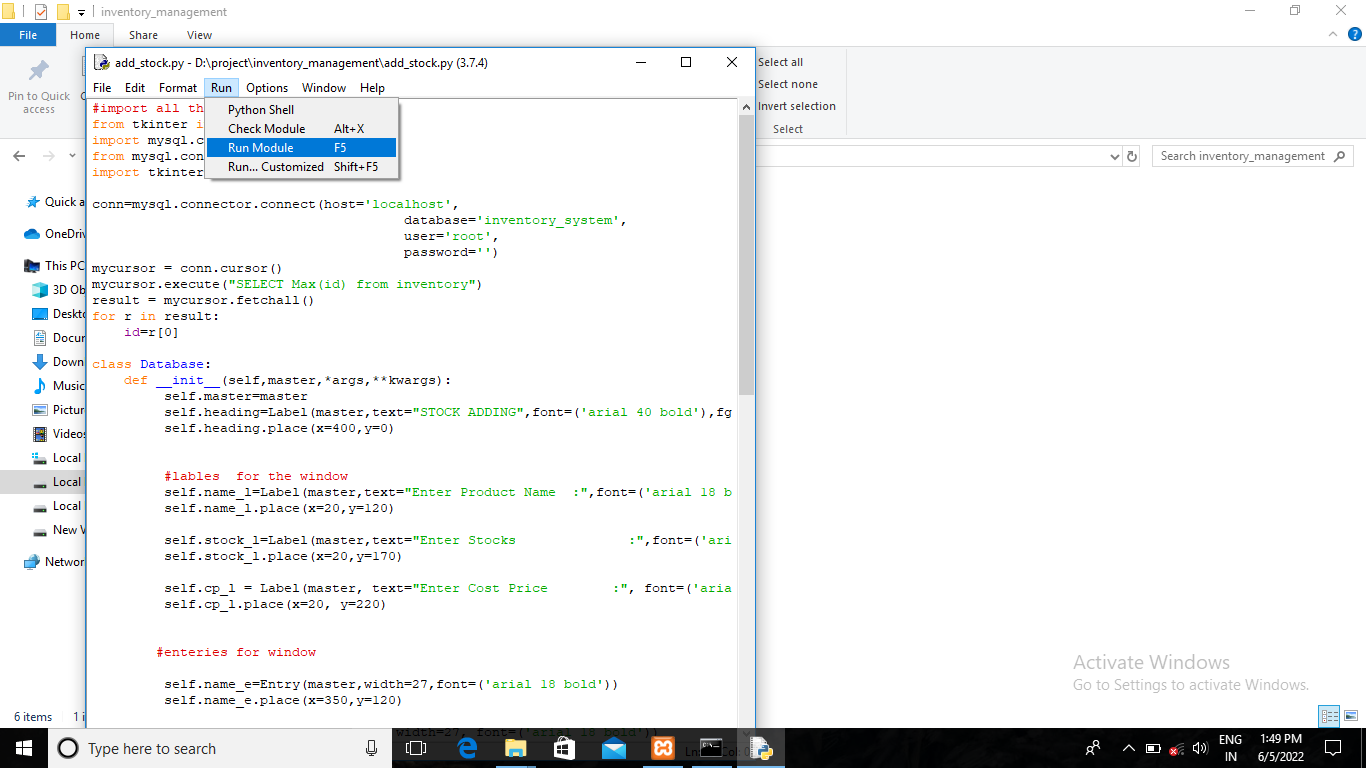 inventory_management
File Home Share View
Pin to Quick
access
Select all
Select none
Invert selection
Select
Search inventory_management
Quick a
OneDriv
This PC
3D Ob
Deskto
Docur
Down
Music
Pictur
Videos
Local
Local
Local
New V
Networ
6 items 1 i
add_stock.py - D:\project\inventory_management\add_stock.py (3.7.4)
File Edit Format Run Options Window Help
Python Shell
Check Module Alt+X
Run Module F5
Run... Customized Shift+F5
#import all th
from tkinter i
import mysql.c
from mysql.con
import tkinter
conn=mysql.connector.connect(host='localhost',
database='inventory_system',
user='root',
password='')
mycursor = conn.cursor()
mycursor.execute("SELECT Max(id) from inventory")
result = mycursor.fetchall()
for r in result:
id=r[0]
class Database:
def __init__(self,master,*args,**kwargs):
self.master=master
self.heading=Label(master,text="STOCK ADDING",font=('arial 40 bold'),fg
self.heading.place(x=400,y=0)
#lables  for the window
self.name_l=Label(master,text="Enter Product Name  :",font=('arial 18 b
self.name_l.place(x=20,y=120)
self.stock_l=Label(master,text="Enter Stocks              :",font=('ari
self.stock_l.place(x=20,y=170)
self.cp_l = Label(master, text="Enter Cost Price        :", font=('aria
self.cp_l.place(x=20, y=220)
#enteries for window
self.name_e=Entry(master,width=27,font=('arial 18 bold'))
self.name_e.place(x=350,y=120)
width=27, font=('arial 18 bold'))
Activate Windows
Go to Settings to activate Windows.
Type here to search
ENG
IN
1:49 PM
6/5/2022